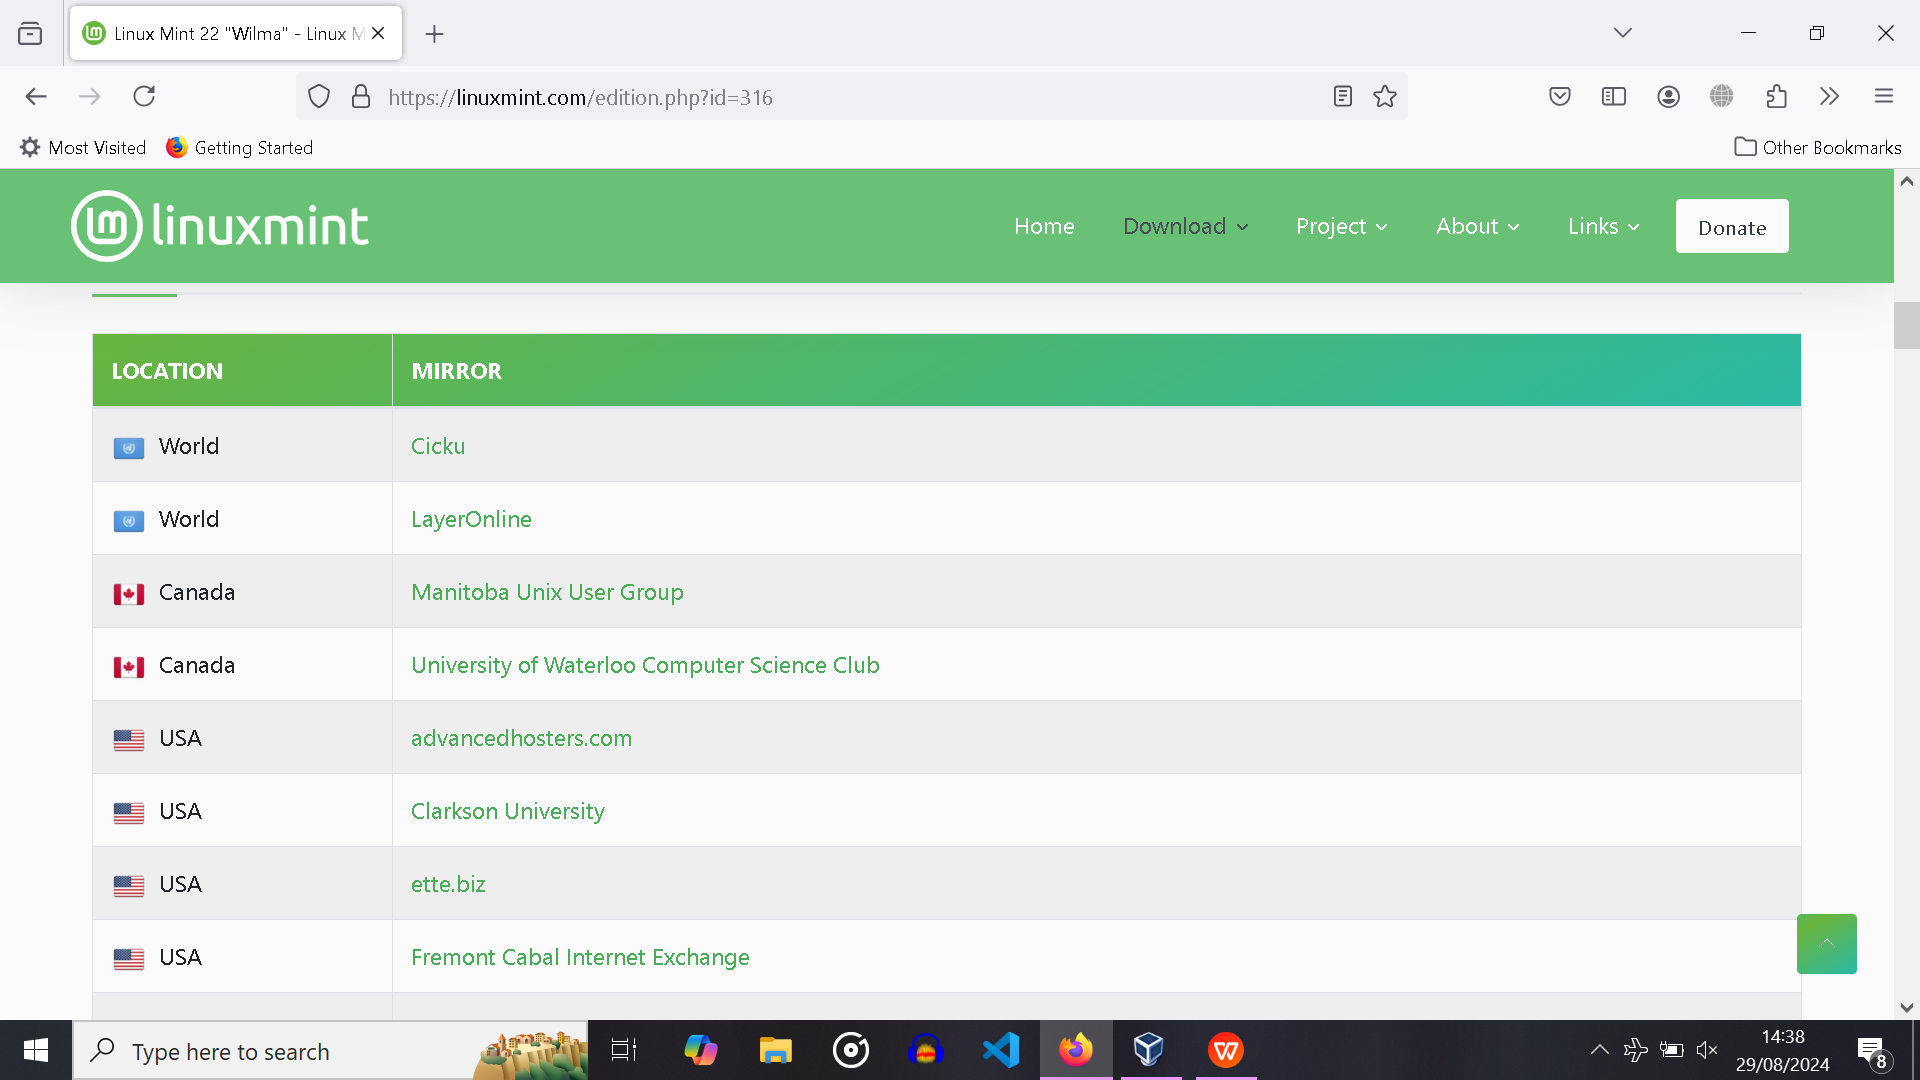 Linux Mint 22 "Wilma" - Linux M
https://linuxmint.com/edition.php?id=316
Most Visited
Getting Started
Other Bookmarks
lm linuxmint
Home
Download
Project
About
Links
Donate
LOCATION MIRROR
World Cicku
World LayerOnline
Canada Manitoba Unix User Group
Canada University of Waterloo Computer Science Club
USA advancedhosters.com
USA Clarkson University
USA ette.biz
USA Fremont Cabal Internet Exchange
Type here to search
14:38
29/08/2024
8